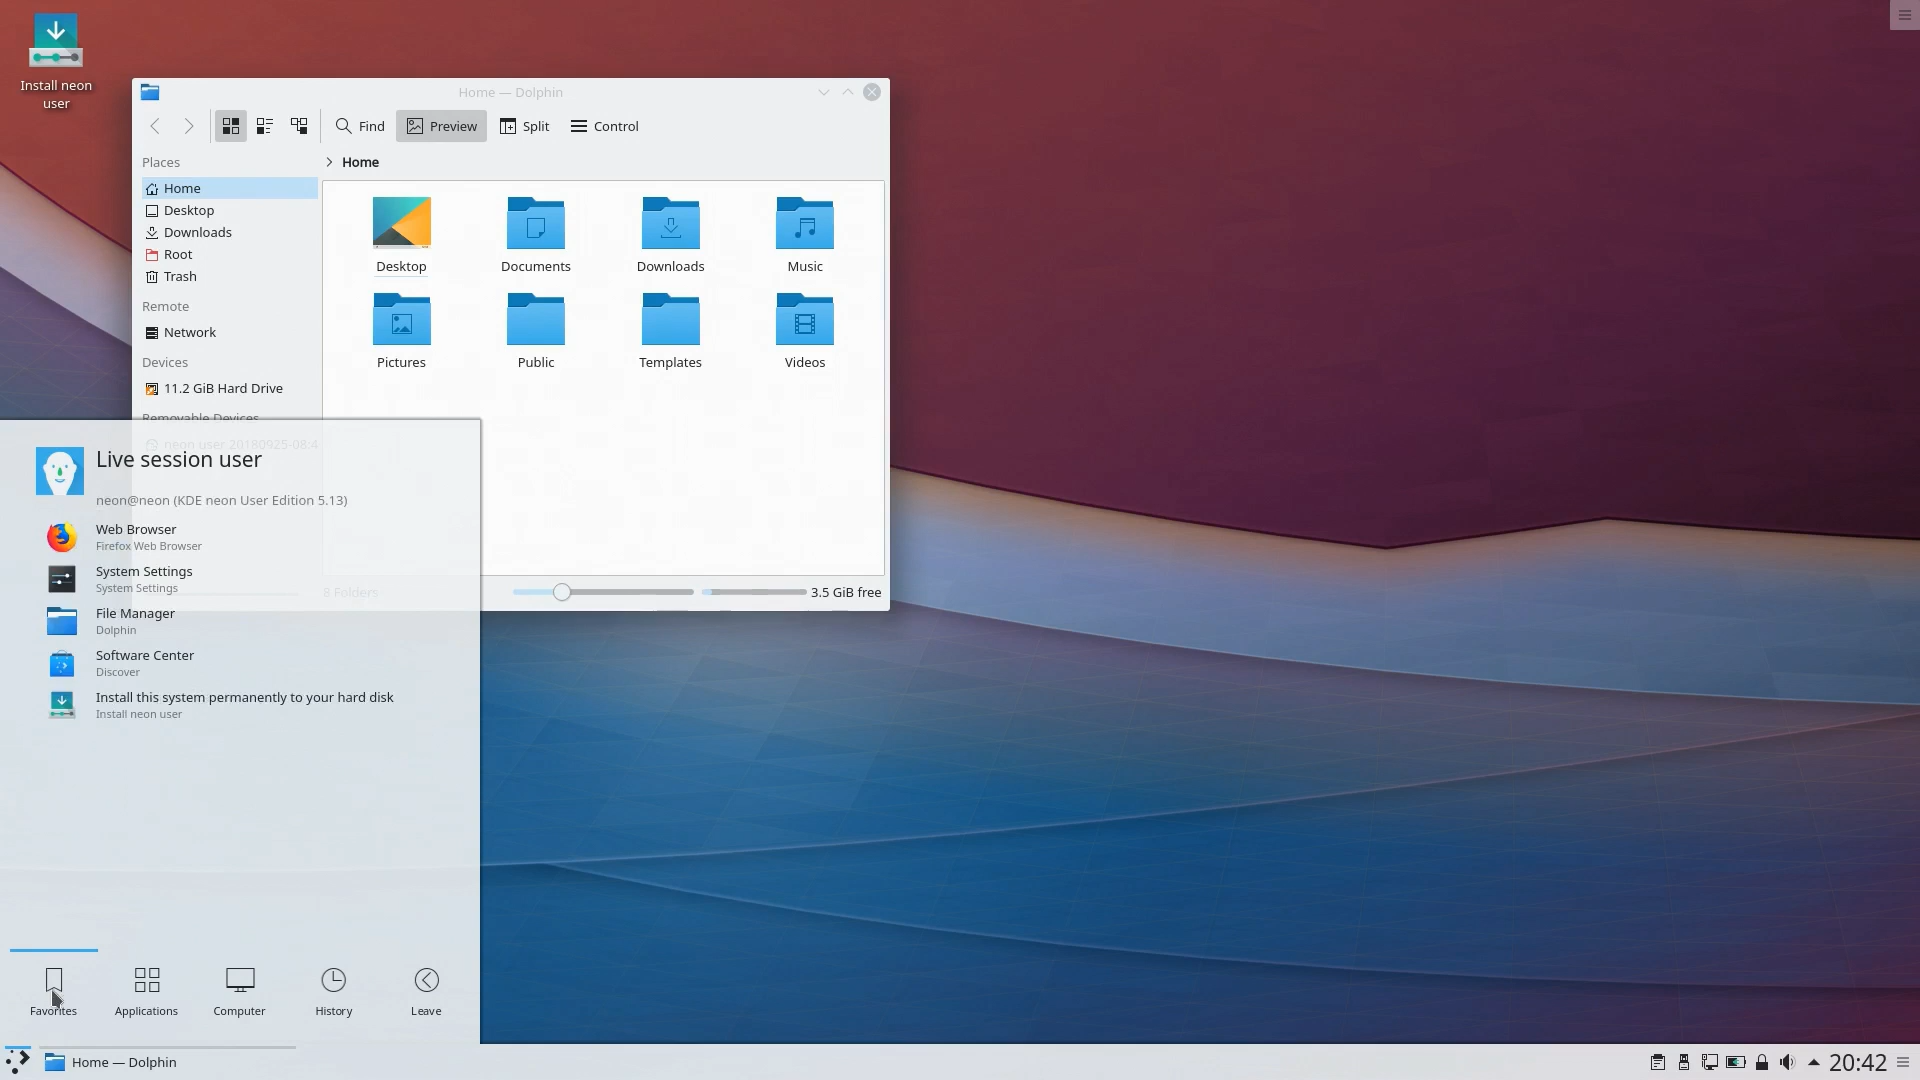 Install neon
user
Home — Dolphin
Find
Preview
Split
Control
Places
Home
Home
Desktop
Downloads
Root
Trash
Remote
Network
Devices
11.2 GiB Hard Drive
Removable Devices
neon user 20180925-08:4
Desktop
Documents
Downloads
Music
Pictures
Public
Templates
Videos
8 Folders
3.5 GiB free
Live session user
neon@neon (KDE neon User Edition 5.13)
Web Browser
Firefox Web Browser
System Settings
System Settings
File Manager
Dolphin
Software Center
Discover
Install this system permanently to your hard disk
Install neon user
Favorites
Applications
Computer
History
Leave
Home — Dolphin
20:42